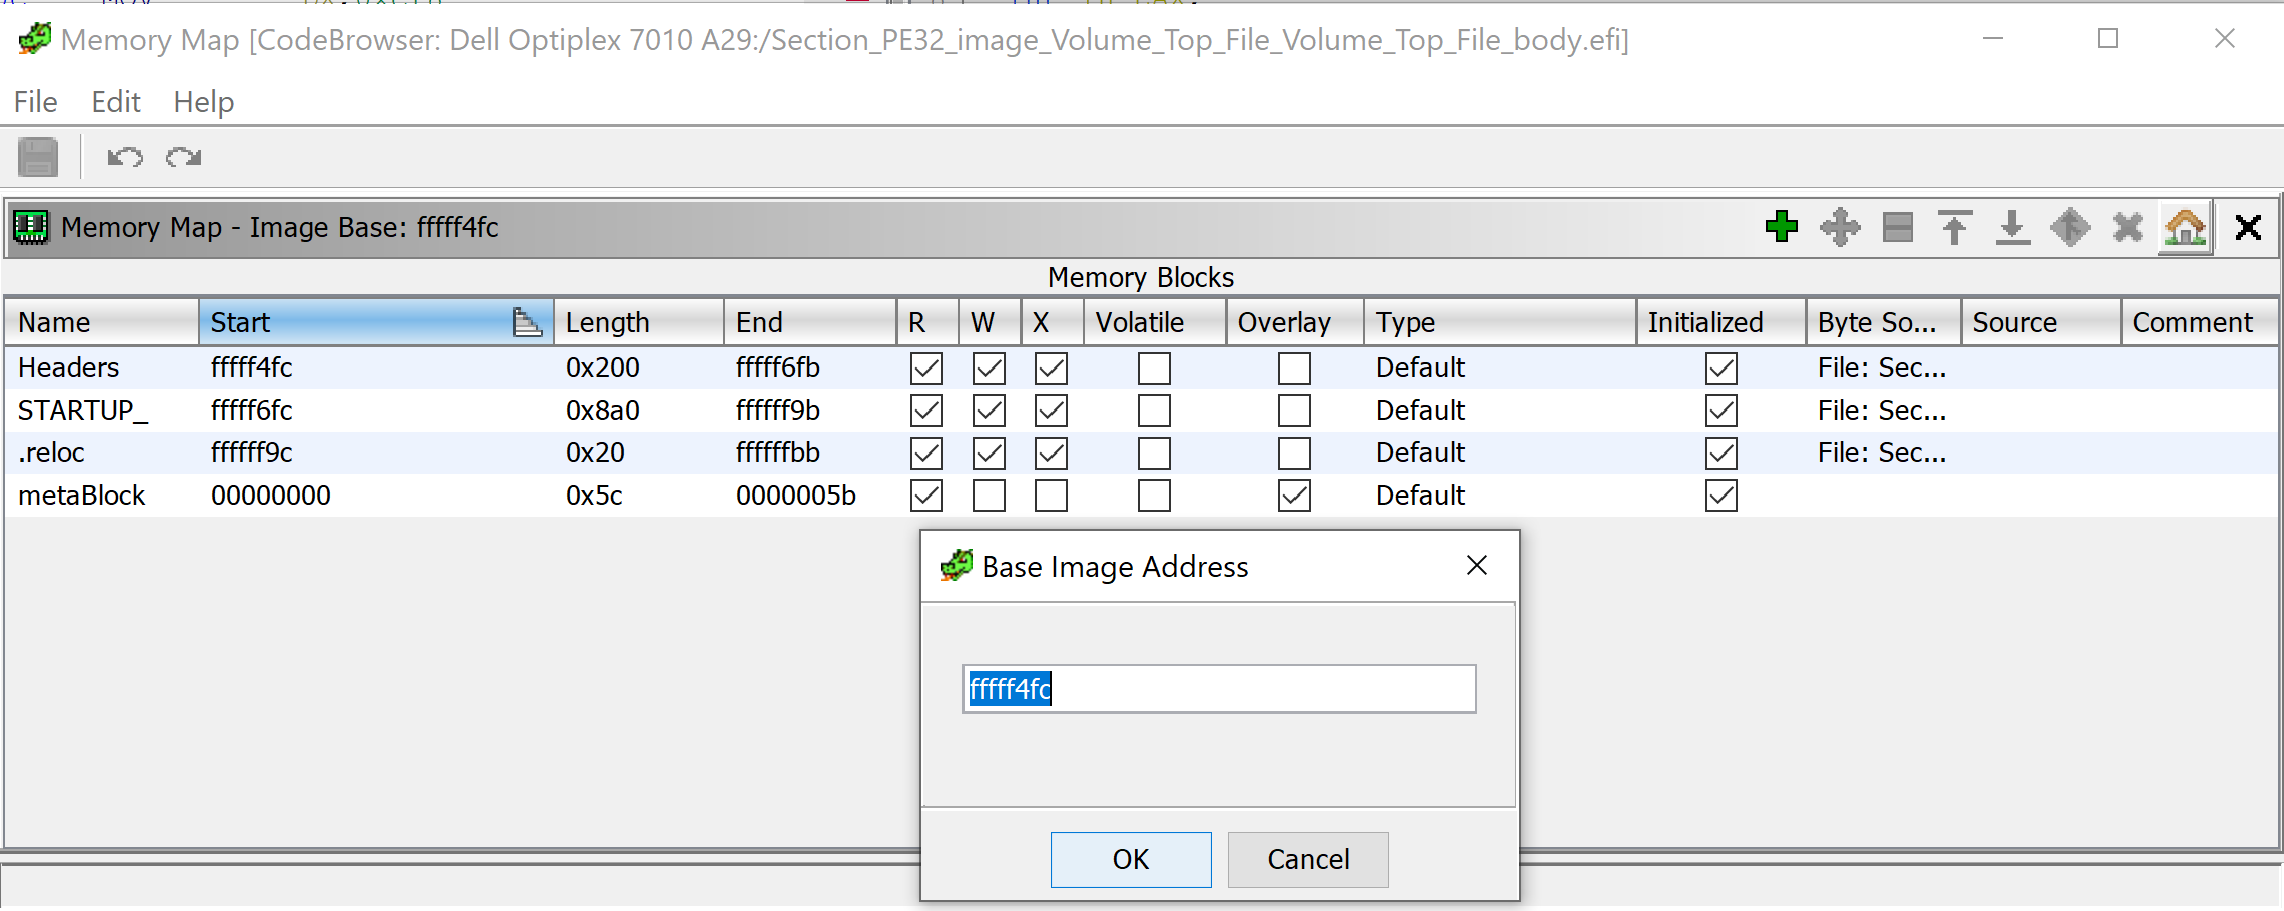 Memory Map [CodeBrowser: Dell Optiplex 7010 A29:/Section_PE32_image_Volume_Top_File_Volume_Top_File_body.efi]
File Edit Help
Memory Map - Image Base: fffff4fc
Memory Blocks
Name Start Length End R W X Volatile Overlay Type Initialized Byte So... Source Comment
Headers fffff4fc 0x200 fffff6fb Default File: Sec...
STARTUP_ fffff6fc 0x8a0 ffffff9b Default File: Sec...
.reloc ffffff9c 0x20 ffffffbb Default File: Sec...
metaBlock 00000000 0x5c 0000005b Default
Base Image Address
fffff4fc
OK Cancel